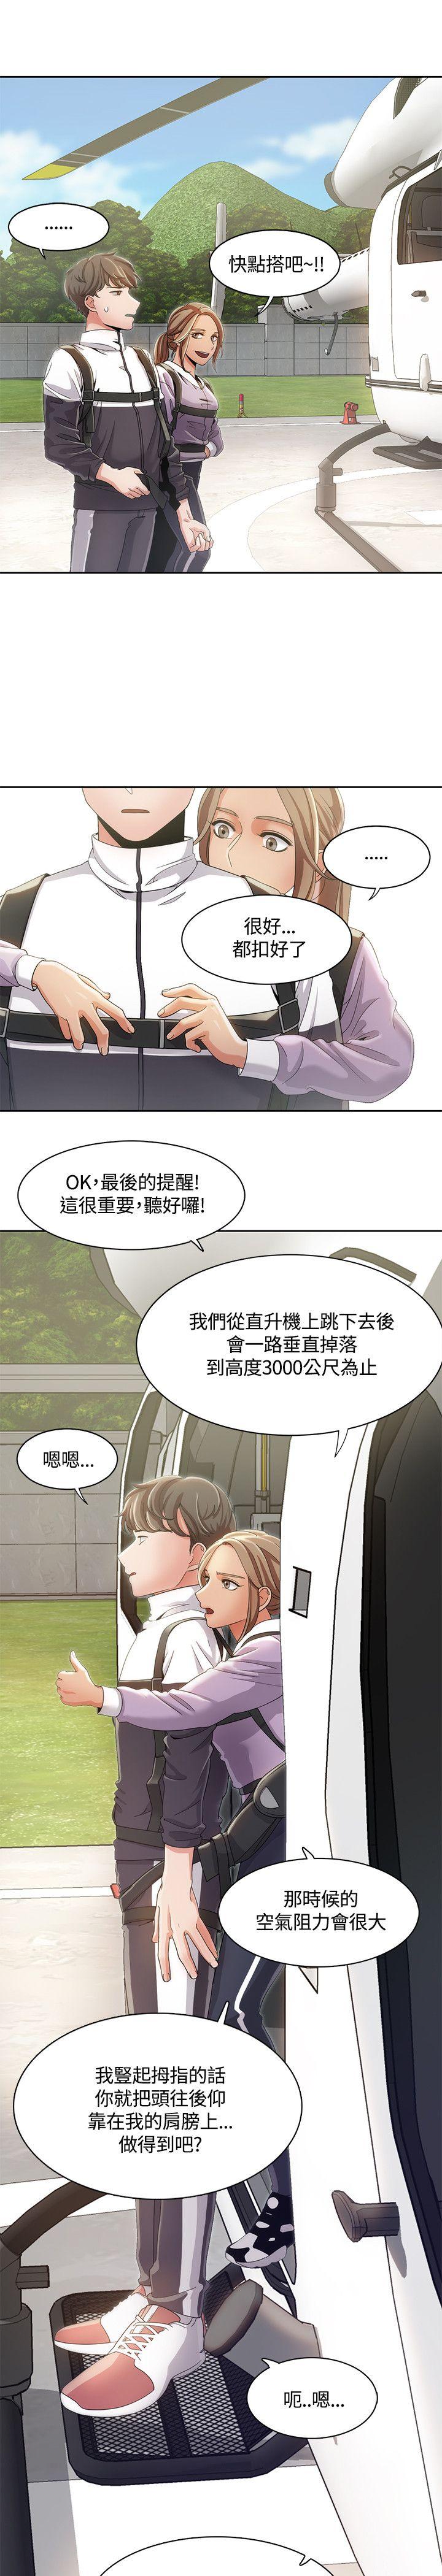 ......
快點搭吧~!!
.....
很好...
都扣好了
OK,最後的提醒!
這很重要,聽好囉!
我們從直升機上跳下去後
會一路垂直掉落
到高度3000公尺為止
嗯嗯...
那時候的
空氣阻力會很大
我豎起拇指的話
你就把頭往後仰
靠在我的肩膀上...
做得到吧?
呃..嗯...